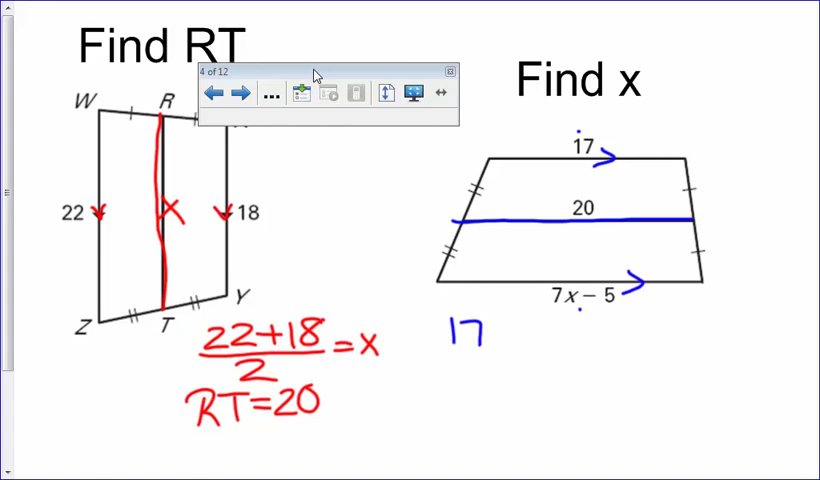 Find RT
4 of 12
Find x
W
R
22
X
18
Z
T
Y
22+18
2
=x
RT=20
17
20
7x – 5
17